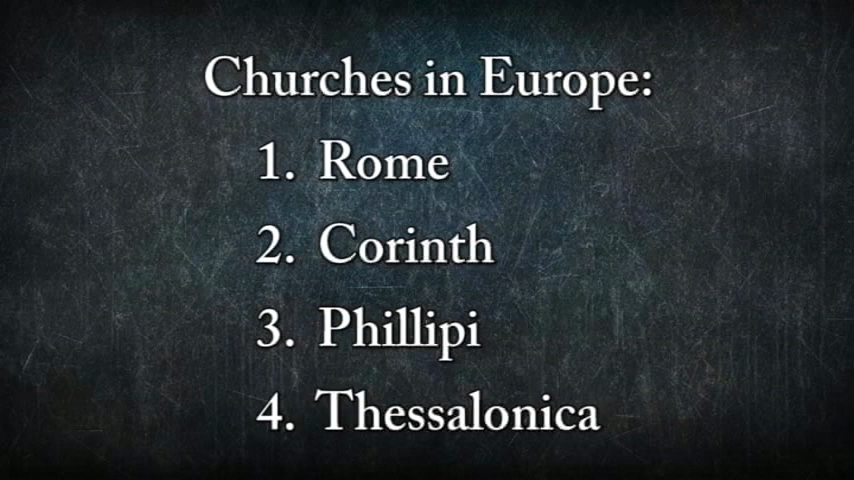 Churches in Europe:
1. Rome
2. Corinth
3. Phillipi
4. Thessalonica